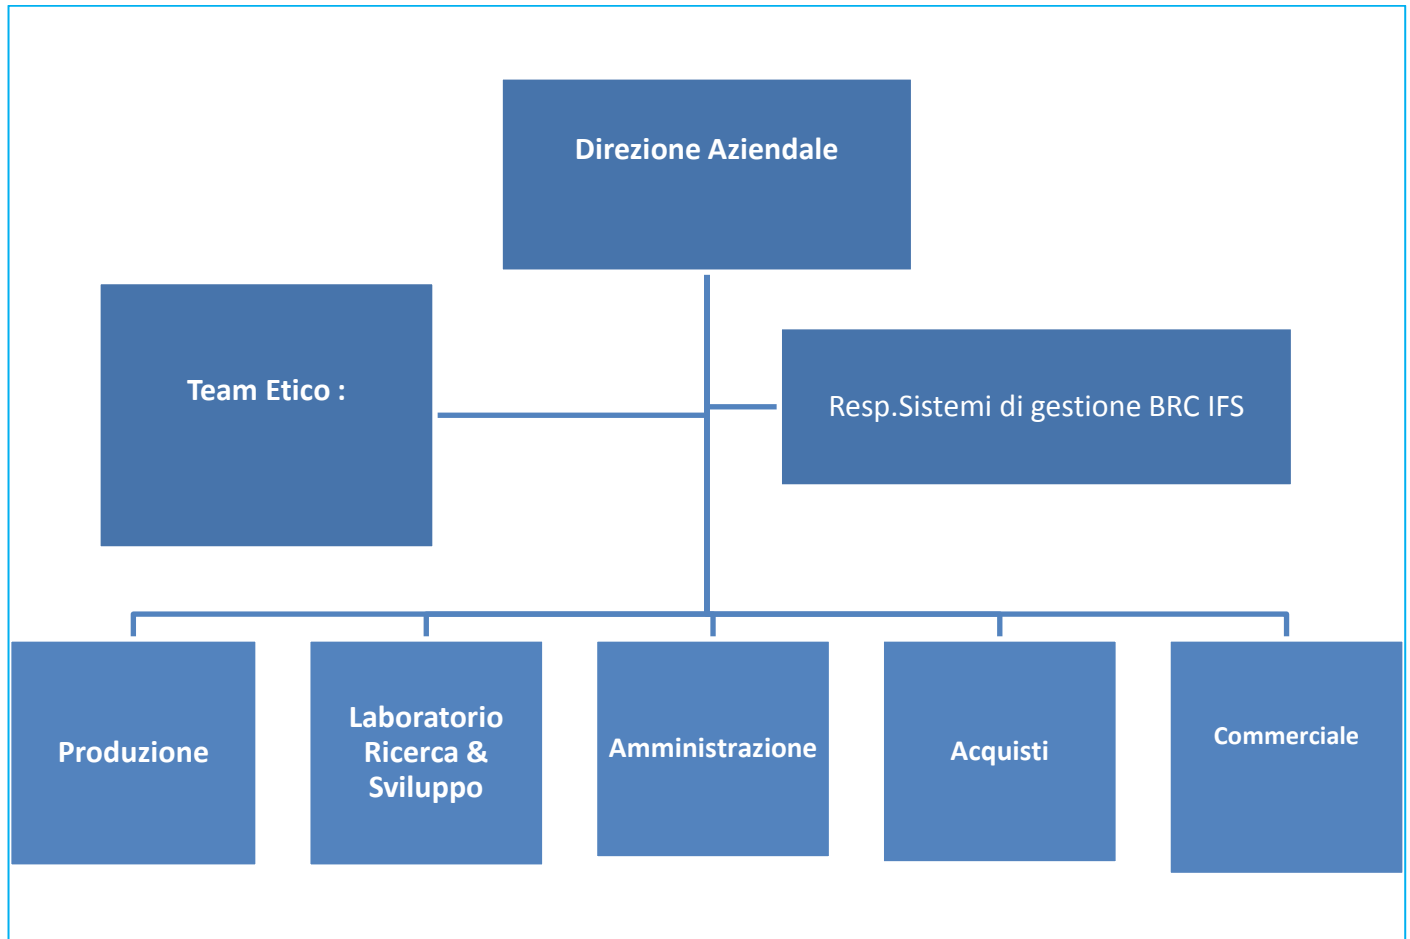 Direzione Aziendale
Team Etico :
Resp.Sistemi di gestione BRC IFS
Produzione
Laboratorio
Ricerca &
Sviluppo
Amministrazione
Acquisti
Commerciale